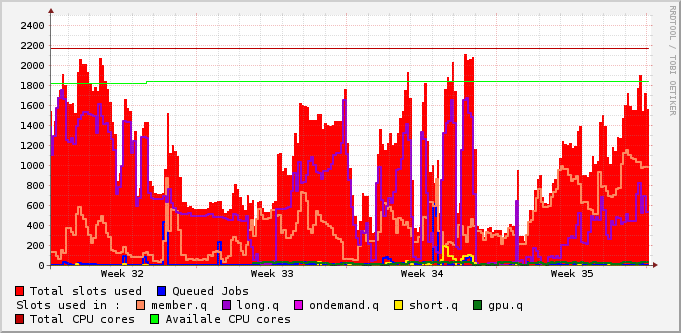 2400
2200
2000
1800
1600
1400
1200
1000
800
600
400
200
0
Week 32 Week 33 Week 34 Week 35
Total slots used Queued Jobs
Slots used in : member.q long.q ondemand.q short.q gpu.q
Total CPU cores Availale CPU cores
RRDTOOL / TOBI OETIKER